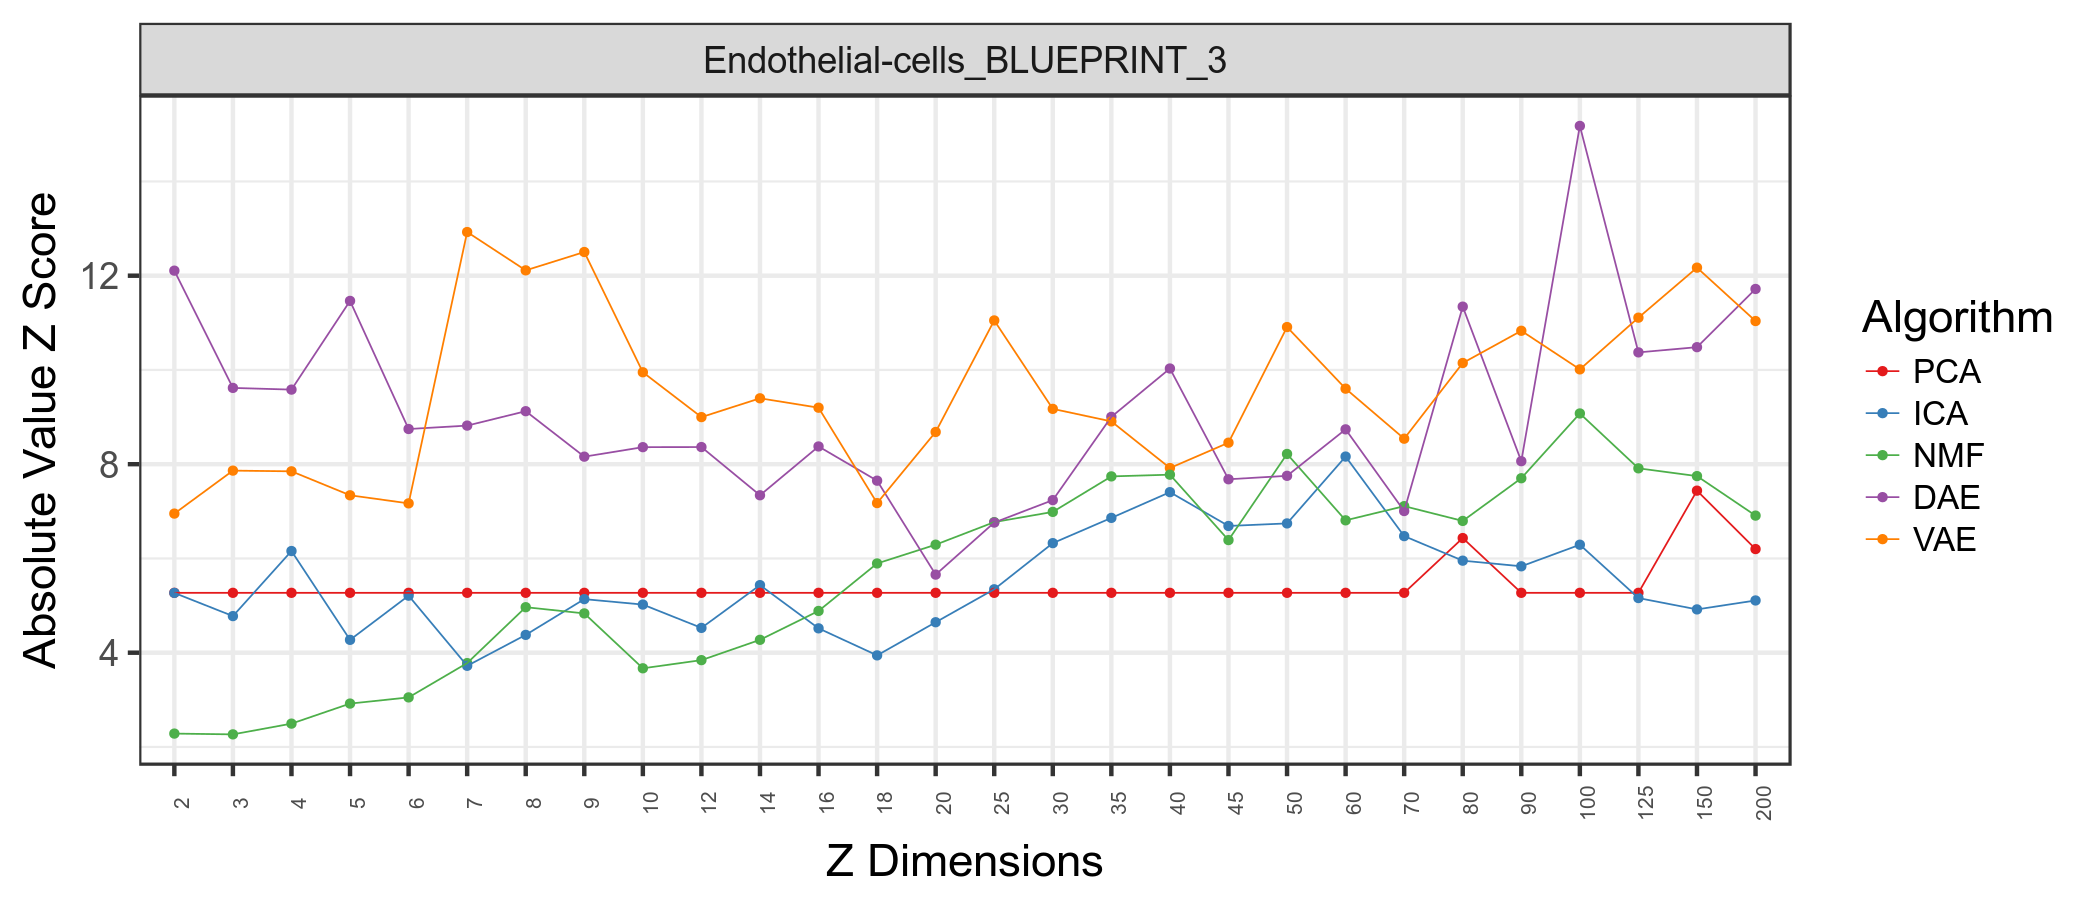 Endothelial-cells_BLUEPRINT_3
Absolute Value Z Score
12
8
4
2 3 4 5 6 7 8 9 10 12 14 16 18 20 25 30 35 40 45 50 60 70 80 90 100 125 150 200
Z Dimensions
Algorithm
PCA
ICA
NMF
DAE
VAE